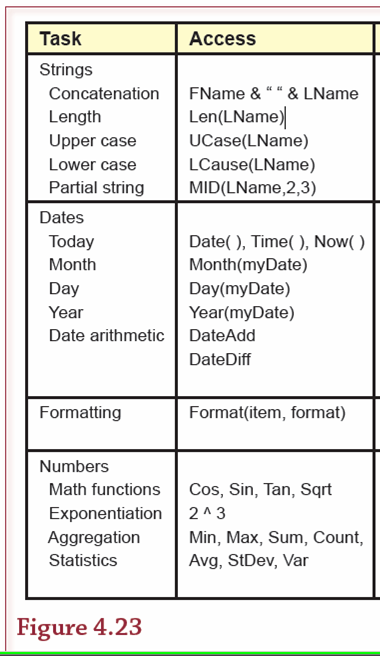 Task Access
Strings
Concatenation FName & “ “ & LName
Length Len(LName)
Upper case UCase(LName)
Lower case LCause(LName)
Partial string MID(LName,2,3)
Dates
Today Date( ), Time( ), Now( )
Month Month(myDate)
Day Day(myDate)
Year Year(myDate)
Date arithmetic DateAdd
DateDiff
Formatting Format(item, format)
Numbers
Math functions Cos, Sin, Tan, Sqrt
Exponentiation 2 ^ 3
Aggregation Min, Max, Sum, Count,
Statistics Avg, StDev, Var
Figure 4.23